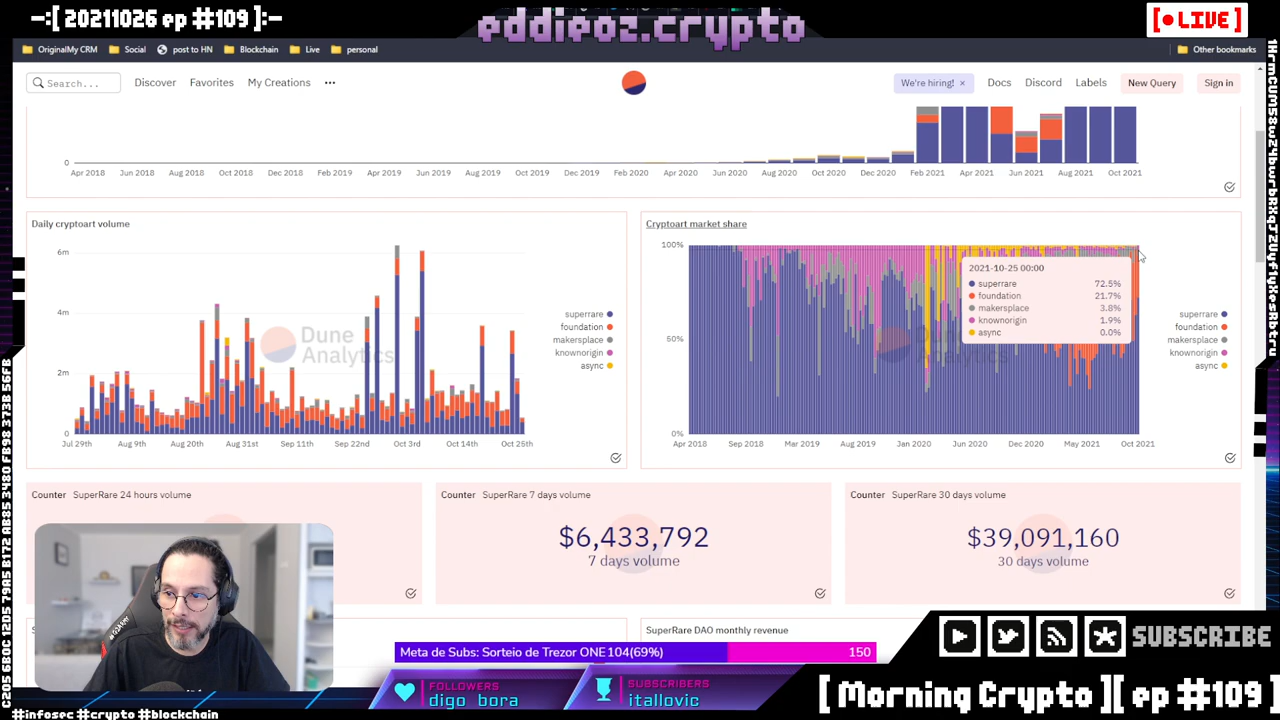 -:[ 20211026 ep #109 ]:-
eddieoz.crypto
[● LIVE ]
OriginalMy CRM
Social
post to HN
Blockchain
Live
personal
Other bookmarks
Search...
Discover
Favorites
My Creations
We're hiring! ×
Docs
Discord
Labels
New Query
Sign in
0
Apr 2018 Jun 2018 Aug 2018 Oct 2018 Dec 2018 Feb 2019 Apr 2019 Jun 2019 Aug 2019 Oct 2019 Dec 2019 Feb 2020 Apr 2020 Jun 2020 Aug 2020 Oct 2020 Dec 2020 Feb 2021 Apr 2021 Jun 2021 Aug 2021 Oct 2021
Daily cryptoart volume
6m
4m
2m
0
Dune
Analytics
superrare
foundation
makersplace
knownorigin
async
Jul 29th Aug 9th Aug 20th Aug 31st Sep 11th Sep 22nd Oct 3rd Oct 14th Oct 25th
Cryptoart market share
100%
50%
0%
2021-10-25 00:00
superrare 72.5%
foundation 21.7%
makersplace 3.8%
knownorigin 1.9%
async 0.0%
Dune
Analytics
superrare
foundation
makersplace
knownorigin
async
Apr 2018 Sep 2018 Mar 2019 Aug 2019 Jan 2020 Jun 2020 Dec 2020 May 2021 Oct 2021
Counter SuperRare 24 hours volume
Counter SuperRare 7 days volume
$6,433,792
7 days volume
Counter SuperRare 30 days volume
$39,091,160
30 days volume
SuperRare DAO monthly revenue
Meta de Subs: Sorteio de Trezor ONE 104(69%)
150
FOLLOWERS
digo bora
SUBSCRIBERS
itallovic
SUBSCRIBE
[ Morning Crypto ][ ep #109 ]
#infosec #crypto #blockchain